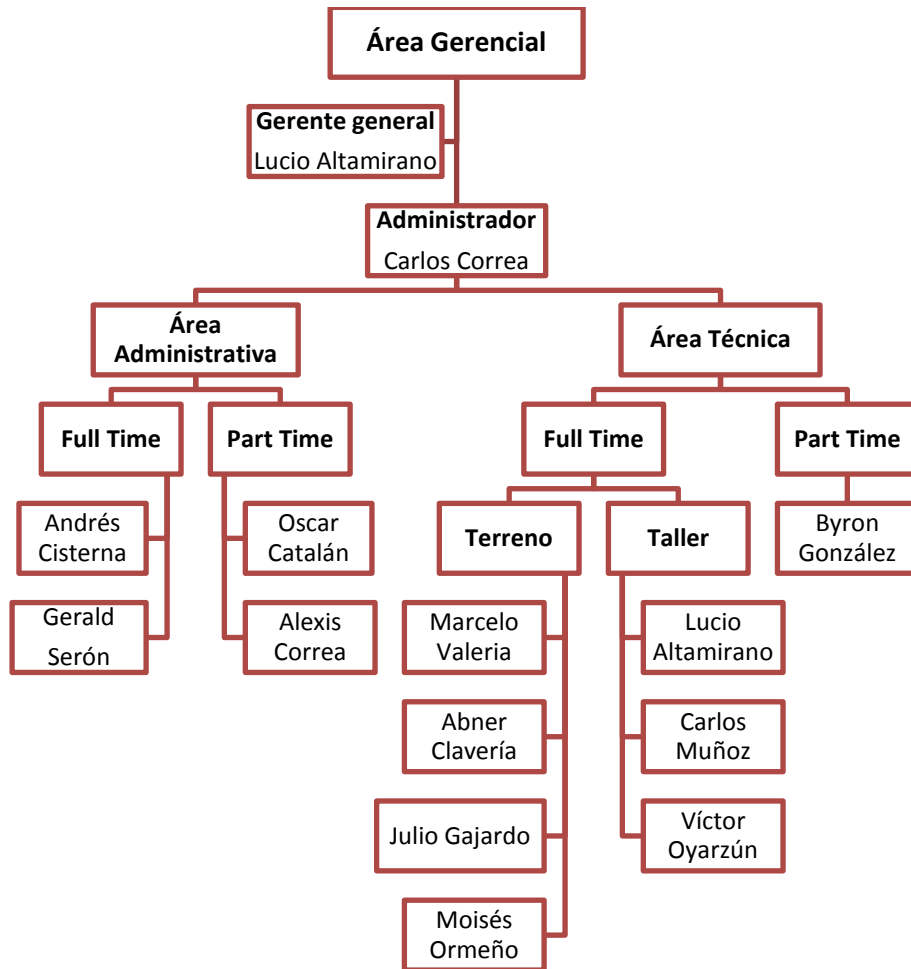 Área Gerencial
Gerente general
Lucio Altamirano
Administrador
Carlos Correa
Área
Administrativa
Área Técnica
Full Time
Part Time
Full Time
Part Time
Andrés
Cisterna
Gerald
Serón
Oscar
Catalán
Alexis
Correa
Terreno
Taller
Byron
González
Marcelo
Valeria
Abner
Clavería
Julio Gajardo
Moisés
Ormeño
Lucio
Altamirano
Carlos
Muñoz
Víctor
Oyarzún